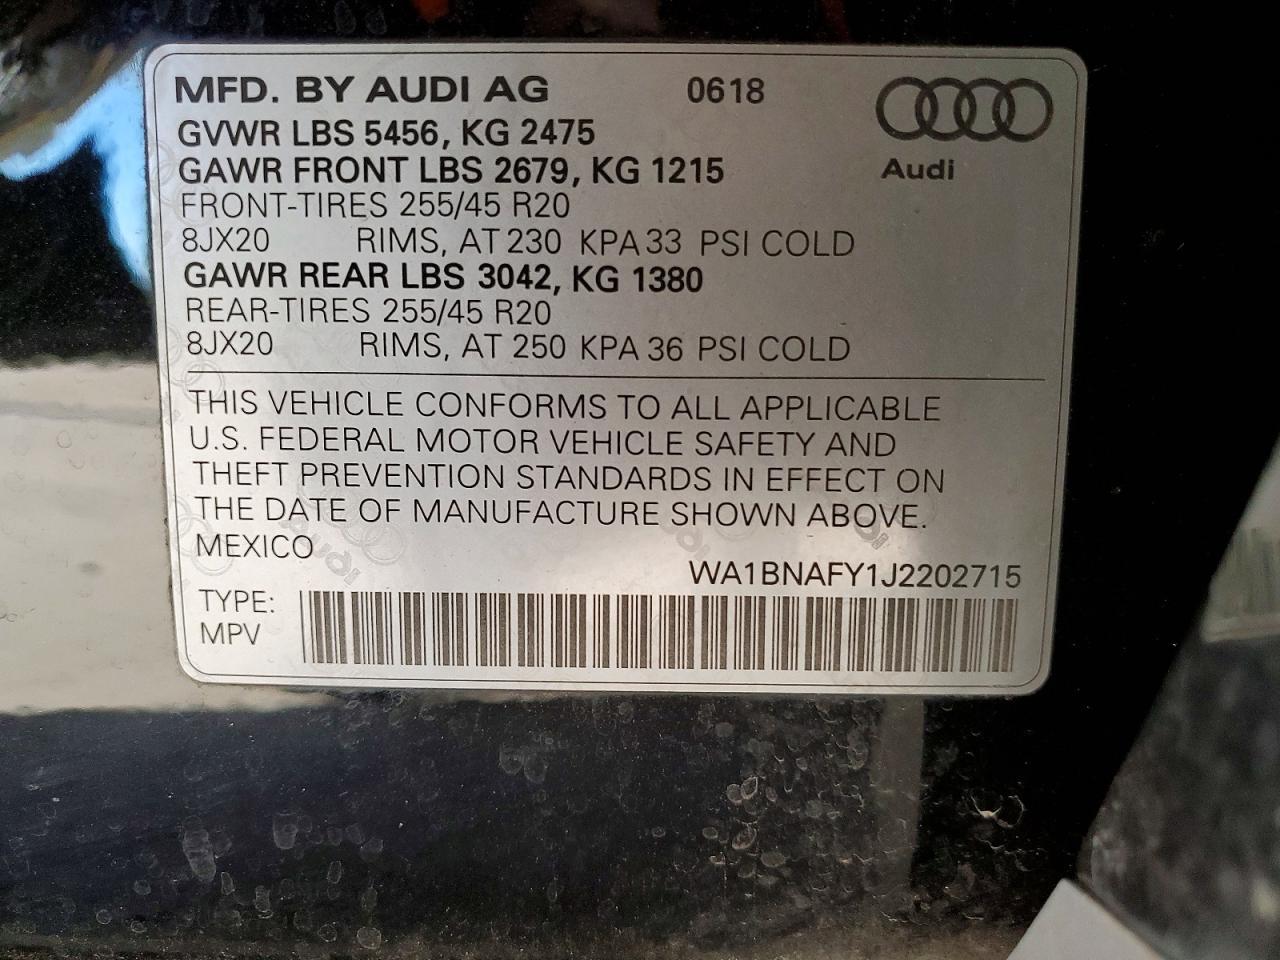 MFD. BY AUDI AG 0618
GVWR LBS 5456, KG 2475
GAWR FRONT LBS 2679, KG 1215
Audi
FRONT-TIRES 255/45 R20
8JX20 RIMS, AT 230 KPA 33 PSI COLD
GAWR REAR LBS 3042, KG 1380
REAR-TIRES 255/45 R20
8JX20 RIMS, AT 250 KPA 36 PSI COLD
THIS VEHICLE CONFORMS TO ALL APPLICABLE
U.S. FEDERAL MOTOR VEHICLE SAFETY AND
THEFT PREVENTION STANDARDS IN EFFECT ON
THE DATE OF MANUFACTURE SHOWN ABOVE.
MEXICO
WA1BNAFY1J2202715
TYPE:
MPV